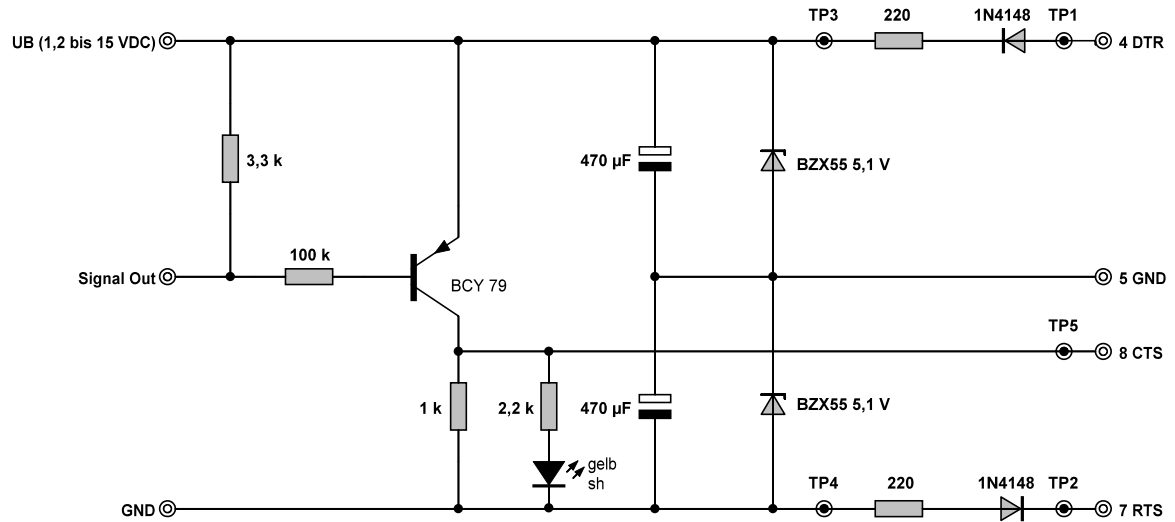 TP3 220 1N4148 TP1
UB (1,2 bis 15 VDC) 4 DTR
3,3 k 470 µF BZX55 5,1 V
100 k
Signal Out BCY 79 5 GND
TP5
8 CTS
1 k 2,2 k 470 µF BZX55 5,1 V
gelb
sh
TP4 220 1N4148 TP2
GND 7 RTS